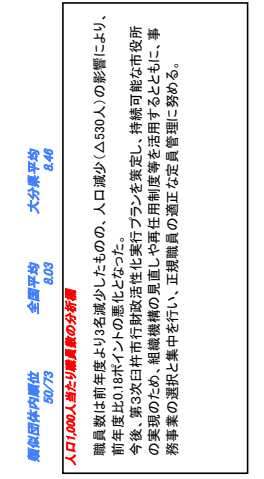 類似団体内順位 全国平均 大分県平均
50/73 8.03 8.46
人口1,000人当たり職員数の分析欄
職員数は前年度より3名減少したものの、人口減少(△530人)の影響により、
前年度比0.18ポイントの悪化となった。
今後、第3次臼杵市行財政活性化実行プランを策定し、持続可能な市役所
の実現のため、組織機構の見直しや再任用制度等を活用するとともに、事
務事業の選択と集中を行い、正規職員の適正な定員管理に努める。